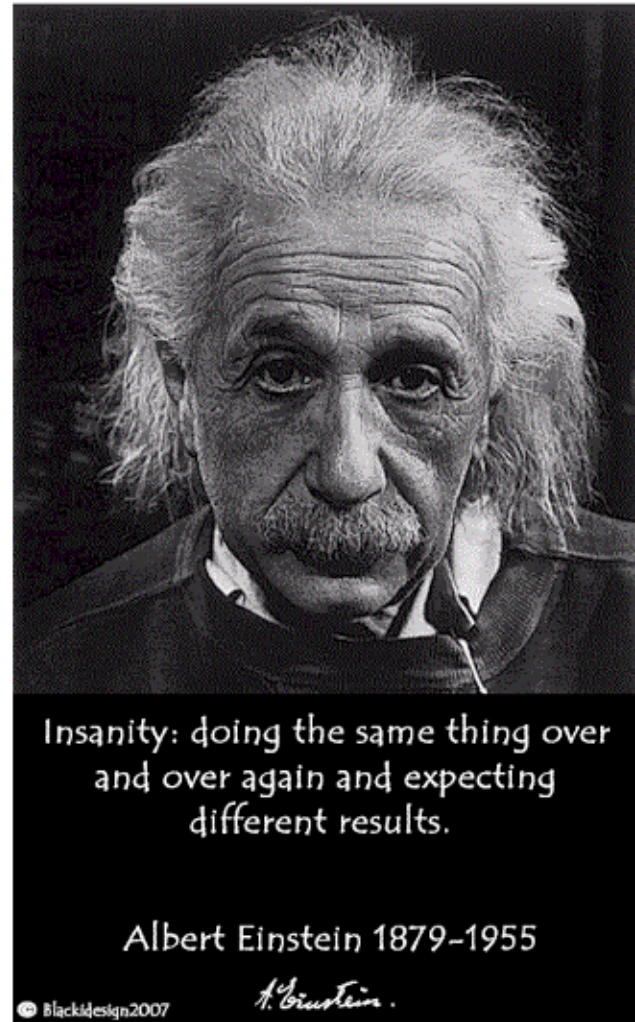 Insanity: doing the same thing over
and over again and expecting
different results.
Albert Einstein 1879-1955
A. Einstein.
© Blackidesign2007